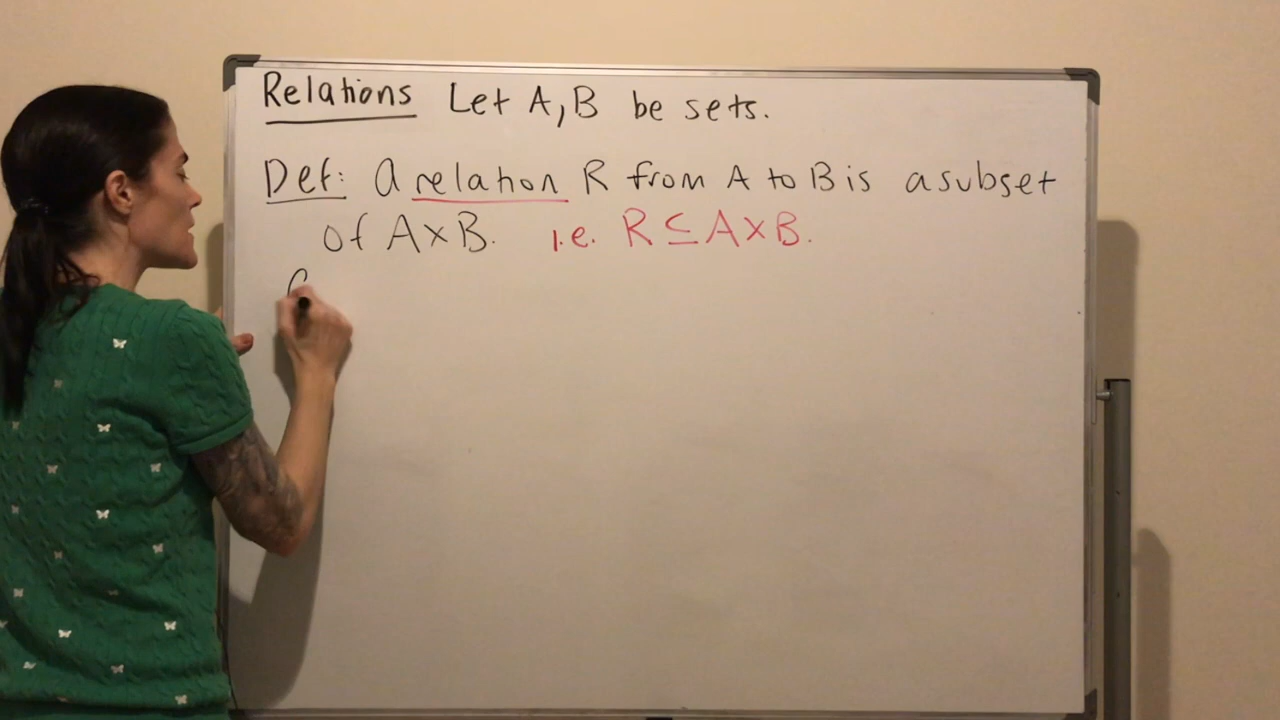 Relations Let A, B be sets.
Def: A relation R from A to B is a subset
of A×B. i.e. R ⊆ A×B.